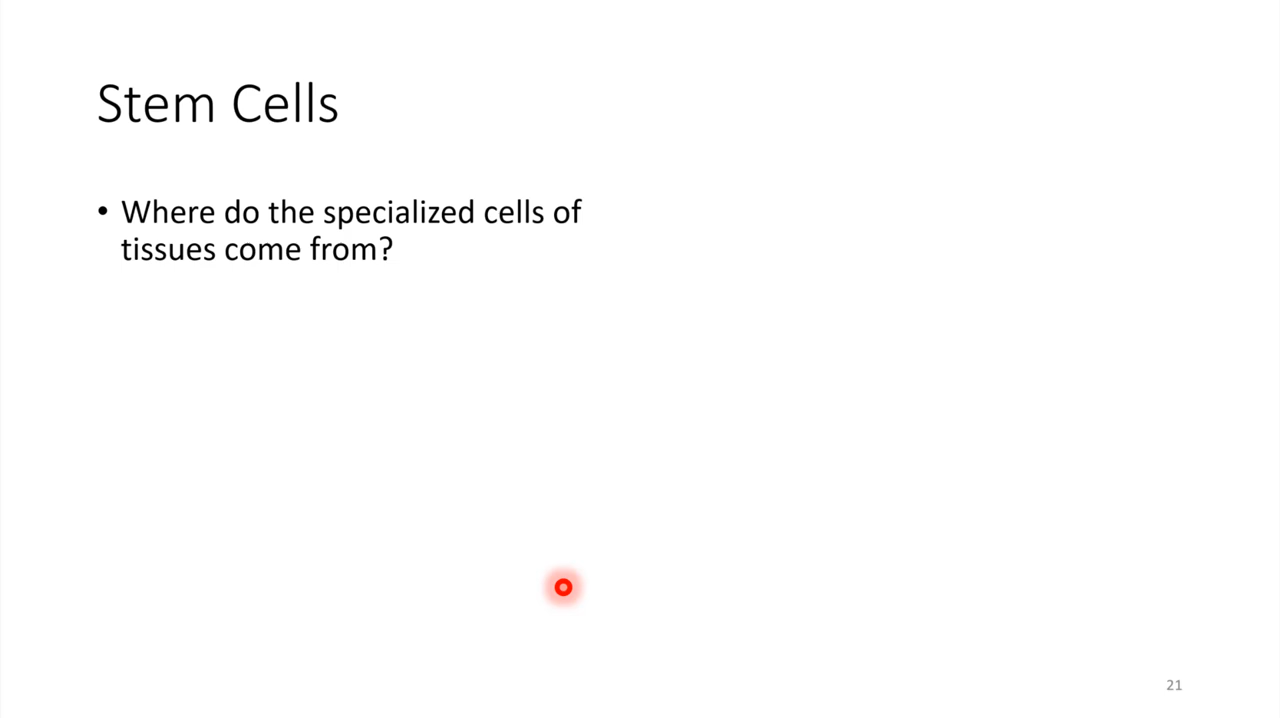 Stem Cells
• Where do the specialized cells of
tissues come from?
21